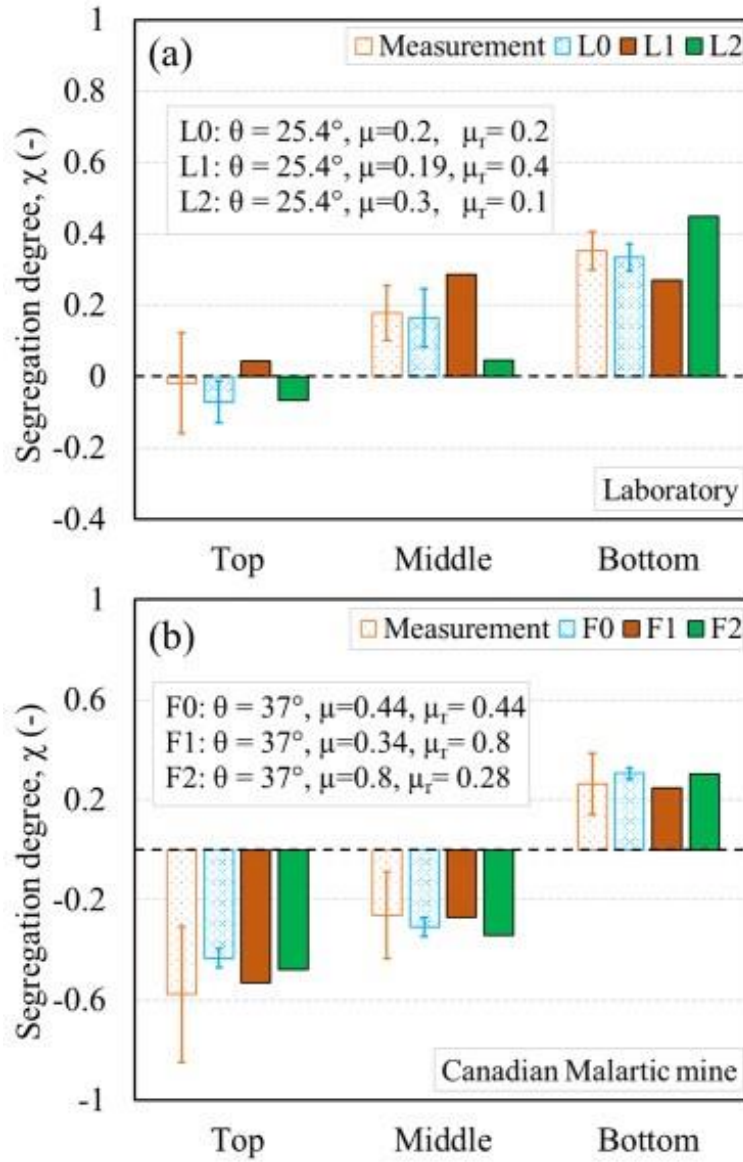 1
(a)
Measurement L0 L1 L2
0.8
L0: θ = 25.4°, μ=0.2, μᵣ= 0.2
L1: θ = 25.4°, μ=0.19, μᵣ= 0.4
L2: θ = 25.4°, μ=0.3, μᵣ= 0.1
0.6
0.4
0.2
0
-0.2
-0.4
Segregation degree, χ (-)
Laboratory
Top Middle Bottom
1
(b)
Measurement F0 F1 F2
F0: θ = 37°, μ=0.44, μᵣ= 0.44
F1: θ = 37°, μ=0.34, μᵣ= 0.8
F2: θ = 37°, μ=0.8, μᵣ= 0.28
0.6
0.2
-0.2
-0.6
-1
Segregation degree, χ (-)
Canadian Malartic mine
Top Middle Bottom